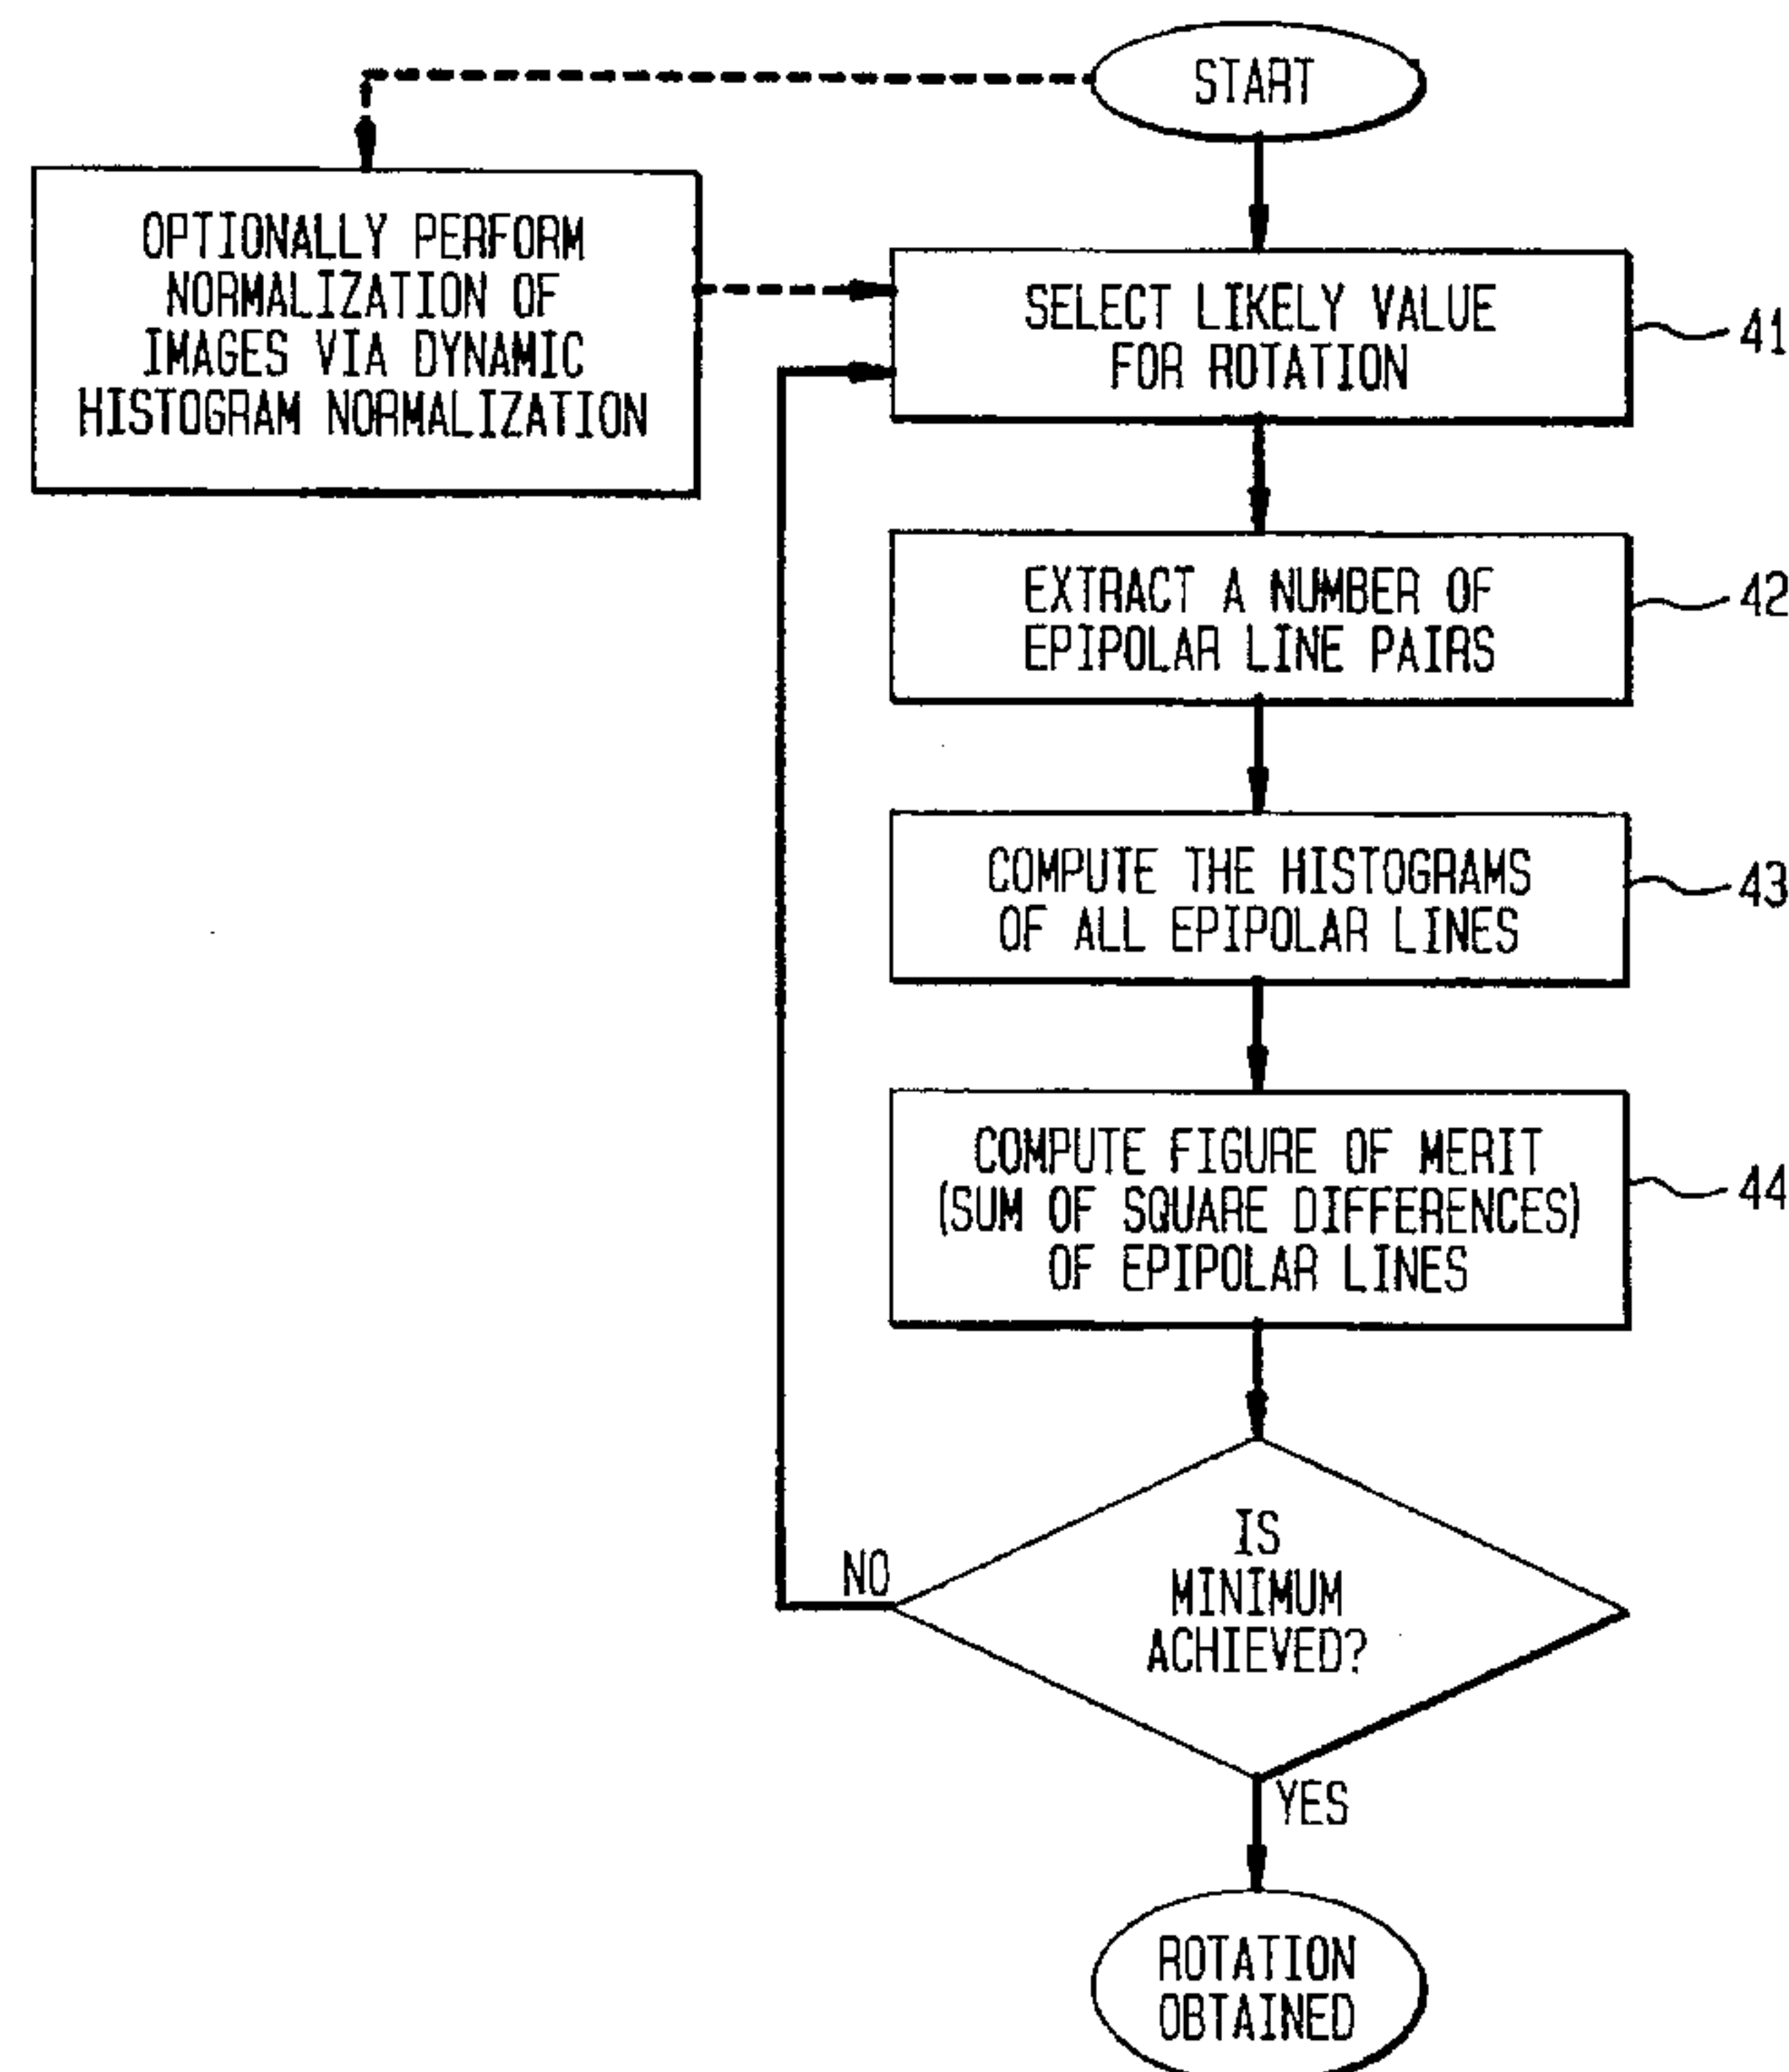 START
OPTIONALLY PERFORM
NORMALIZATION OF
IMAGES VIA DYNAMIC
HISTOGRAM NORMALIZATION
SELECT LIKELY VALUE
FOR ROTATION
41
EXTRACT A NUMBER OF
EPIPOLAR LINE PAIRS
42
COMPUTE THE HISTOGRAMS
OF ALL EPIPOLAR LINES
43
COMPUTE FIGURE OF MERIT
(SUM OF SQUARE DIFFERENCES)
OF EPIPOLAR LINES
44
IS
MINIMUM
ACHIEVED?
NO
YES
ROTATION
OBTAINED